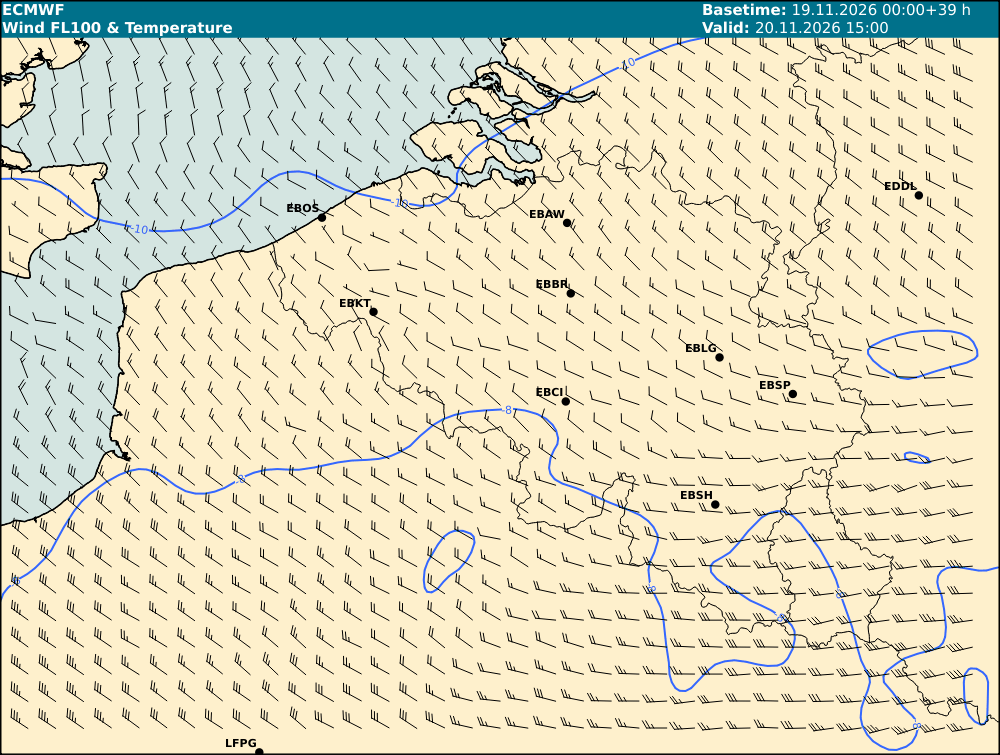 ECMWF
Wind FL100 & Temperature
Basetime: 19.11.2026 00:00+39 h
Valid: 20.11.2026 15:00
-10
EDDL
EBOS
-10
EBAW
-10
EBBR
EBKT
EBLG
EBSP
EBCI
-8
-8
EBSH
LFPG